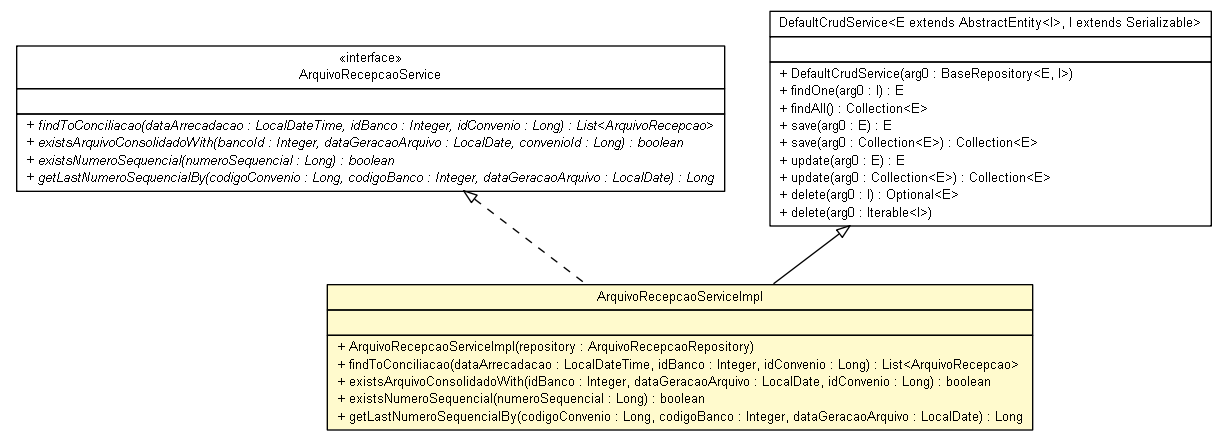 «interface»
ArquivoRecepcaoService
+ findToConciliacao(dataArrecadacao : LocalDateTime, idBanco : Integer, idConvenio : Long) : List<ArquivoRecepcao>
+ existsArquivoConsolidadoWith(bancoId : Integer, dataGeracaoArquivo : LocalDate, convenioId : Long) : boolean
+ existsNumeroSequencial(numeroSequencial : Long) : boolean
+ getLastNumeroSequencialBy(codigoConvenio : Long, codigoBanco : Integer, dataGeracaoArquivo : LocalDate) : Long
DefaultCrudService<E extends AbstractEntity<I>, I extends Serializable>
+ DefaultCrudService(arg0 : BaseRepository<E, I>)
+ findOne(arg0 : I) : E
+ findAll() : Collection<E>
+ save(arg0 : E) : E
+ save(arg0 : Collection<E>) : Collection<E>
+ update(arg0 : E) : E
+ update(arg0 : Collection<E>) : Collection<E>
+ delete(arg0 : I) : Optional<E>
+ delete(arg0 : Iterable<I>)
ArquivoRecepcaoServiceImpl
+ ArquivoRecepcaoServiceImpl(repository : ArquivoRecepcaoRepository)
+ findToConciliacao(dataArrecadacao : LocalDateTime, idBanco : Integer, idConvenio : Long) : List<ArquivoRecepcao>
+ existsArquivoConsolidadoWith(idBanco : Integer, dataGeracaoArquivo : LocalDate, idConvenio : Long) : boolean
+ existsNumeroSequencial(numeroSequencial : Long) : boolean
+ getLastNumeroSequencialBy(codigoConvenio : Long, codigoBanco : Integer, dataGeracaoArquivo : LocalDate) : Long